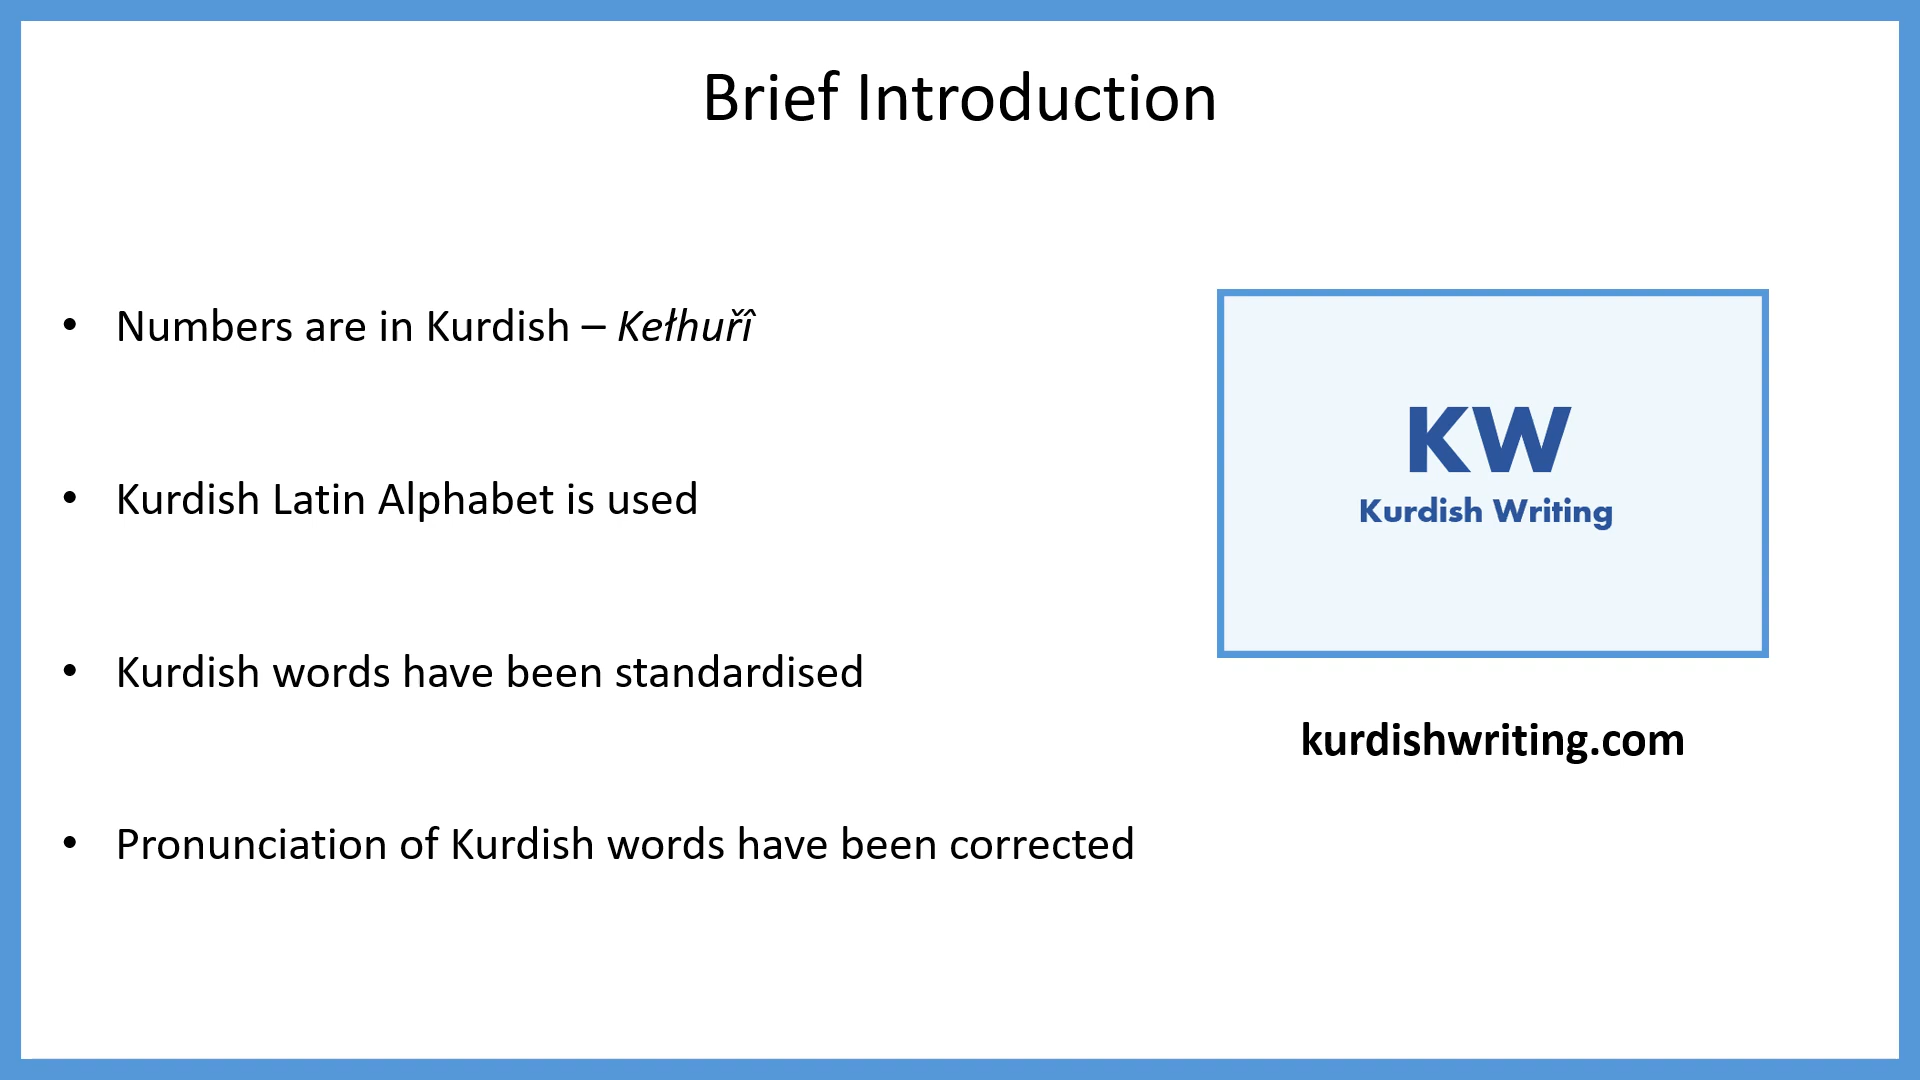 Brief Introduction
• Numbers are in Kurdish – Kełhuřî
• Kurdish Latin Alphabet is used
• Kurdish words have been standardised
• Pronunciation of Kurdish words have been corrected
KW
Kurdish Writing
kurdishwriting.com